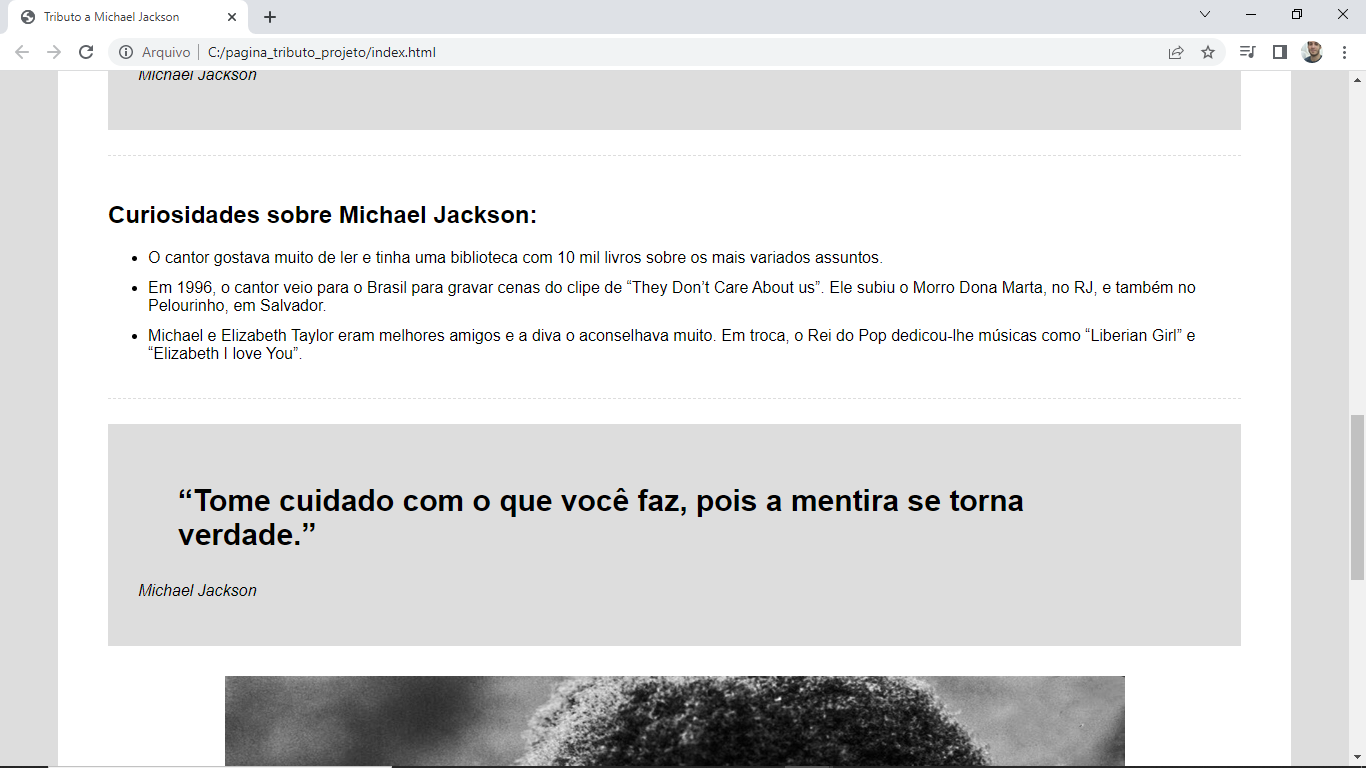 Tributo a Michael Jackson
Arquivo
C:/pagina_tributo_projeto/index.html
Michael Jackson
Curiosidades sobre Michael Jackson:
O cantor gostava muito de ler e tinha uma biblioteca com 10 mil livros sobre os mais variados assuntos.
Em 1996, o cantor veio para o Brasil para gravar cenas do clipe de “They Don’t Care About us”. Ele subiu o Morro Dona Marta, no RJ, e também no
Pelourinho, em Salvador.
Michael e Elizabeth Taylor eram melhores amigos e a diva o aconselhava muito. Em troca, o Rei do Pop dedicou-lhe músicas como “Liberian Girl” e
“Elizabeth I love You”.
“Tome cuidado com o que você faz, pois a mentira se torna
verdade.”
Michael Jackson